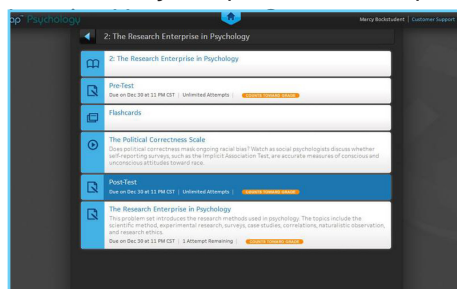 op™ Psychology
Mercy Bockstudent | Customer Support
2: The Research Enterprise in Psychology
2: The Research Enterprise in Psychology
Pre-Test
Due on Dec 30 at 11 PM CST | Unlimited Attempts | COUNTS TOWARD GRADE
Flashcards
The Political Correctness Scale
Does political correctness mask ongoing racial bias? Watch as social psychologists discuss whether
self-reporting surveys, such as the Implicit Association Test, are accurate measures of conscious and
unconscious attitudes toward race.
Post-Test
Due on Dec 30 at 11 PM CST | Unlimited Attempts | COUNTS TOWARD GRADE
The Research Enterprise in Psychology
This problem set introduces the research methods used in psychology. The topics include the
scientific method, experimental research, surveys, case studies, correlations, naturalistic observation,
and research ethics.
Due on Dec 30 at 11 PM CST | 1 Attempt Remaining | COUNTS TOWARD GRADE